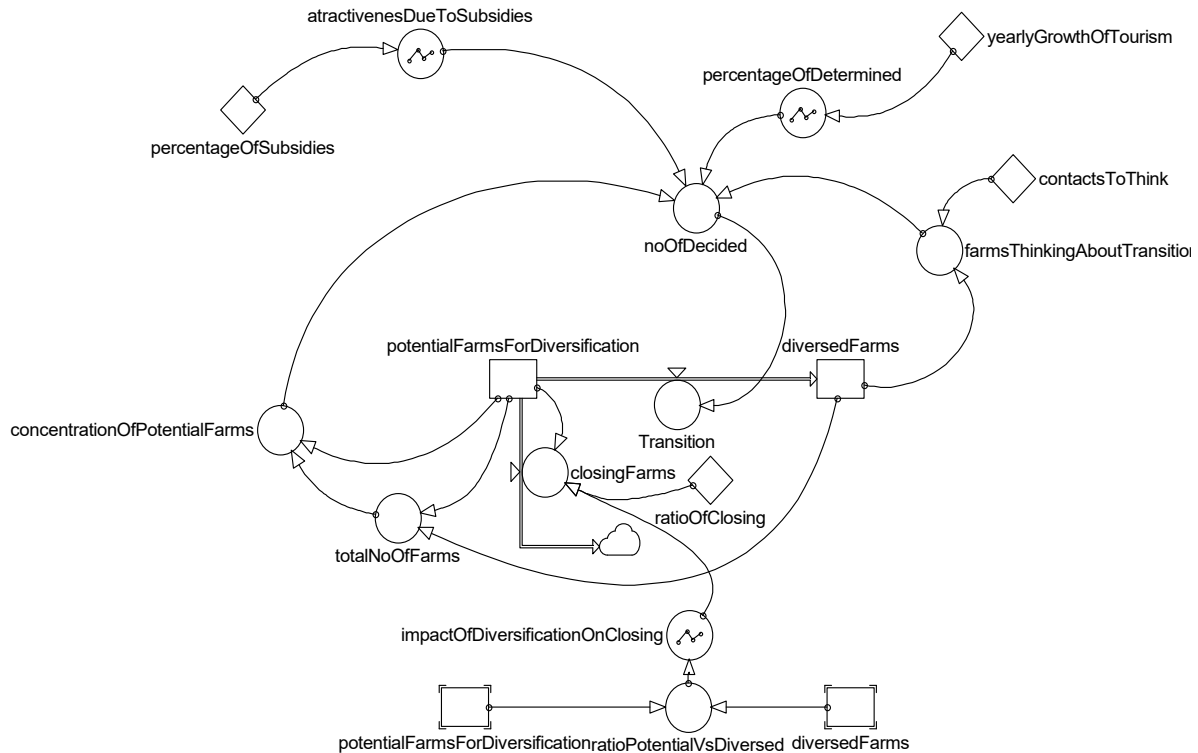 atractivenesDueToSubsidies
yearlyGrowthOfTourism
percentageOfDetermined
percentageOfSubsidies
contactsToThink
noOfDecided
farmsThinkingAboutTransition
potentialFarmsForDiversification
diversedFarms
concentrationOfPotentialFarms
Transition
closingFarms
ratioOfClosing
totalNoOfFarms
impactOfDiversificationOnClosing
potentialFarmsForDiversification
ratioPotentialVsDiversed
diversedFarms